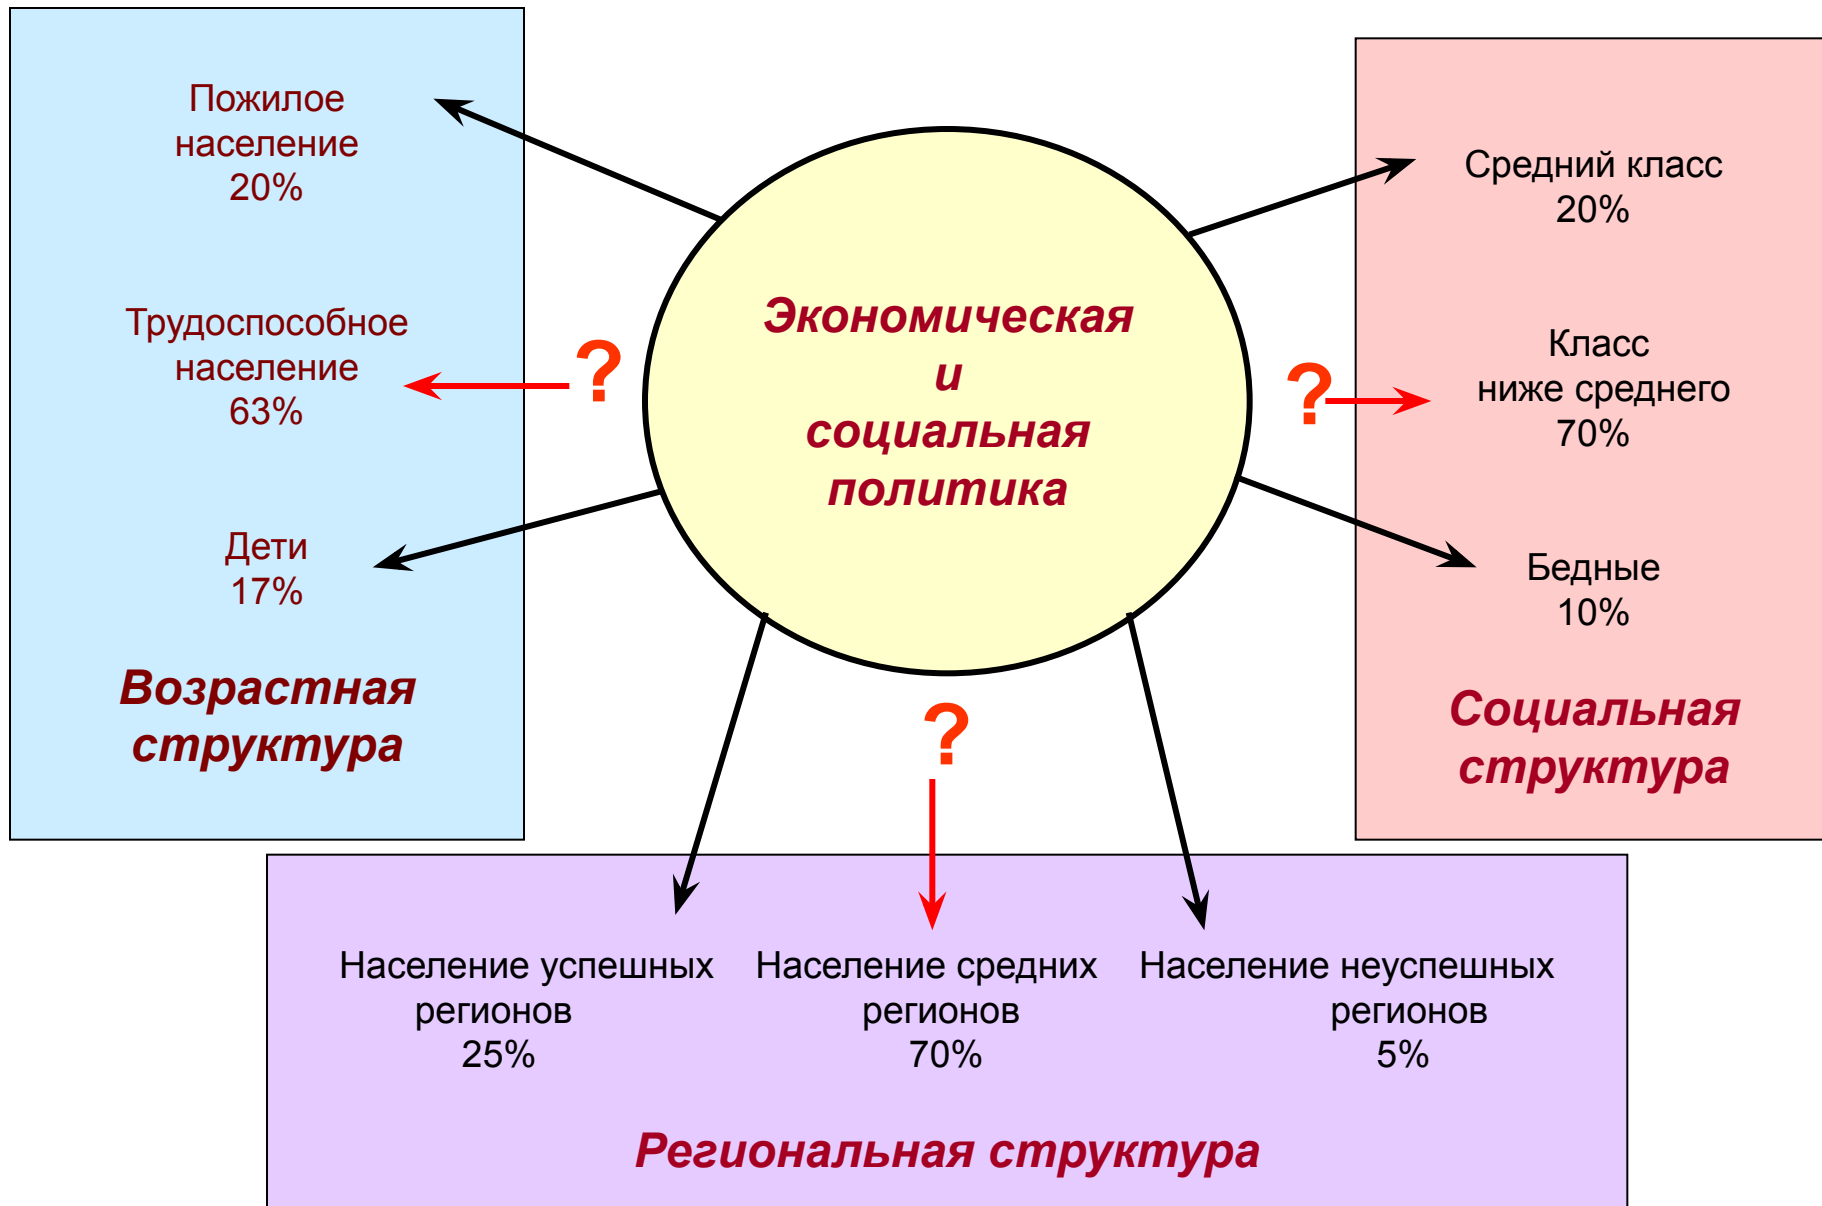 Пожилое
население
20%
Трудоспособное
население
63%
Дети
17%
Возрастная
структура
?
Экономическая
и
социальная
политика
?
Средний класс
20%
Класс
ниже среднего
70%
Бедные
10%
Социальная
структура
?
Население успешных
регионов
25%
Население средних
регионов
70%
Население неуспешных
регионов
5%
Региональная структура